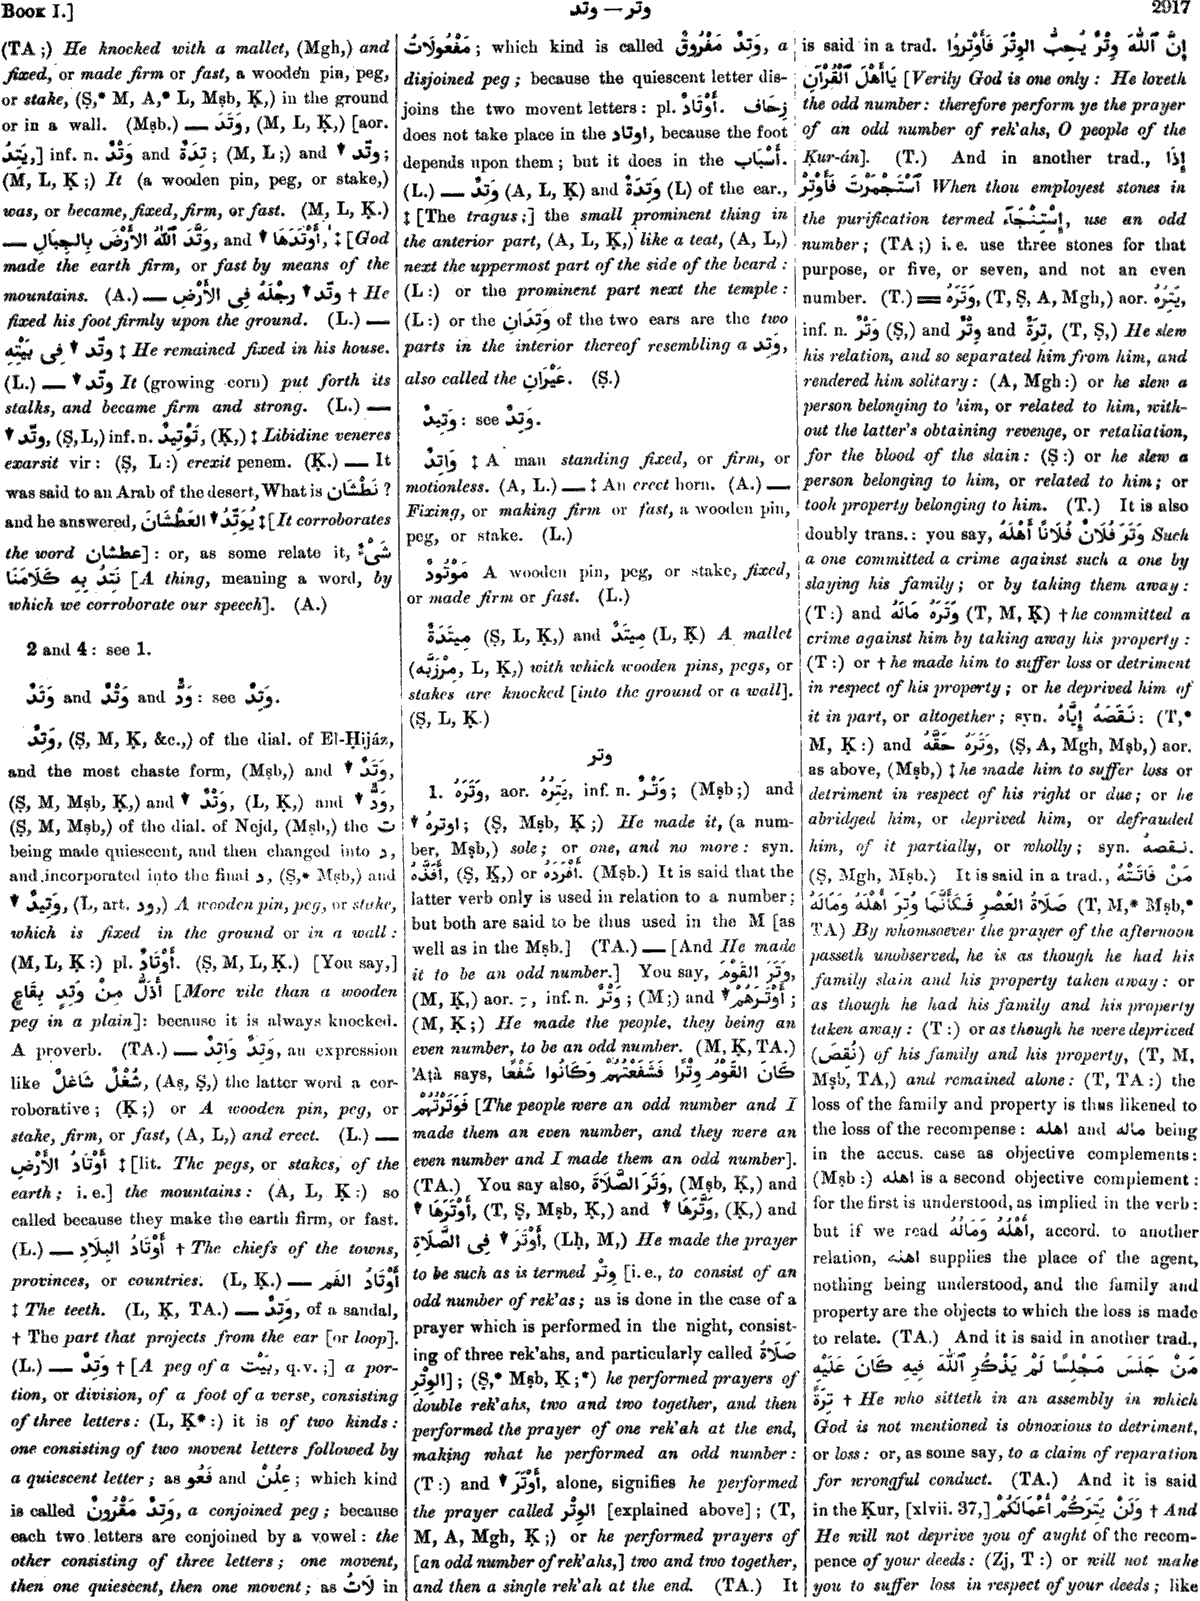 BOOK I.]
وتد — وتر
2917
(TA ;) He knocked with a mallet, (Mgh,) and
fixed, or made firm or fast, a wooden pin, peg,
or stake, (Ṣ,* M, A,* L, Mṣb, Ḳ,) in the ground
or in a wall. (Mṣb.) — وَتَدَ, (M, L, Ḳ,) [aor.
يَتِدُ,] inf. n. وَتْدٌ and تِدَةٌ ; (M, L ;) and ▼ وتّد ;
(M, L, Ḳ ;) It (a wooden pin, peg, or stake,)
was, or became, fixed, firm, or fast. (M, L, Ḳ.)
— وَتَّدَ ٱللّٰهُ الأَرْضَ بِالجِبَالِ, and ▼ أَوْتَدَهَا, ‡ [God
made the earth firm, or fast by means of the
mountains. (A.) — وتّد ▼ رِجْلَهُ فِى الأَرْضِ † He
fixed his foot firmly upon the ground. (L.) —
وتّد ▼ فِى بَيْتِهِ ‡ He remained fixed in his house.
(L.) — ▼ وتّد It (growing corn) put forth its
stalks, and became firm and strong. (L.) —
▼ وتّد, (Ṣ, L,) inf. n. تَوْتِيدٌ, (Ḳ,) ‡ Libidine veneres
exarsit vir : (Ṣ, L :) erexit penem. (Ḳ.) — It
was said to an Arab of the desert, What is نَطْشَان ?
and he answered, يُوَتِّدُ ▼ العَطْشَانَ ‡ [It corroborates
the word عطشان] : or, as some relate it, شَىْءٌ
نَتِدُ بِهِ كَلَامَنَا [A thing, meaning a word, by
which we corroborate our speech]. (A.)
2 and 4 : see 1.
وَتَدٌ and وَتْدٌ and وَدٌّ : see وَتِدٌ.
وَتِدٌ, (Ṣ, M, Ḳ, &c.,) of the dial. of El-Ḥijáz,
and the most chaste form, (Mṣb,) and ▼ وَتَدٌ,
(Ṣ, M, Mṣb, Ḳ,) and ▼ وَتْدٌ, (L, Ḳ,) and ▼ وَدٌّ,
(Ṣ, M, Mṣb,) of the dial. of Nejd, (Mṣb,) the ت
being made quiescent, and then changed into د,
and incorporated into the final د, (Ṣ,* Mṣb,) and
▼ وَتِيدٌ, (L, art. ود,) A wooden pin, peg, or stake,
which is fixed in the ground or in a wall :
(M, L, Ḳ :) pl. أَوْتَادٌ. (Ṣ, M, L, Ḳ.) [You say,]
أَذَلُّ مِنْ وَتِدٍ بِقَاعٍ [More vile than a wooden
peg in a plain] : because it is always knocked.
A proverb. (TA.) — وَتِدٌ وَاتِدٌ, an expression
like شُغْلٌ شَاغِلٌ, (Aṣ, Ṣ,) the latter word a cor-
roborative ; (Ḳ ;) or A wooden pin, peg, or
stake, firm, or fast, (A, L,) and erect. (L.) —
أَوْتَادُ الأَرْضِ ‡ [lit. The pegs, or stakes, of the
earth ; i. e.] the mountains : (A, L, Ḳ :) so
called because they make the earth firm, or fast.
(L.) — أَوْتَادُ البِلَادِ † The chiefs of the towns,
provinces, or countries. (L, Ḳ.) — أَوْتَادُ الفَمِ
‡ The teeth. (L, Ḳ, TA.) — وَتِدٌ, of a sandal,
† The part that projects from the ear [or loop].
(L.) — وَتِدٌ † [A peg of a بَيْت, q. v. ;] a por-
tion, or division, of a foot of a verse, consisting
of three letters : (L, Ḳ* :) it is of two kinds :
one consisting of two movent letters followed by
a quiescent letter ; as فَعُو and عِلُنْ ; which kind
is called وَتِدٌ مَقْرُونٌ, a conjoined peg ; because
each two letters are conjoined by a vowel : the
other consisting of three letters ; one movent,
then one quiescent, then one movent ; as لَاتُ in
مَفْعُولَاتُ ; which kind is called وَتِدٌ مَفْرُوقٌ, a
disjoined peg ; because the quiescent letter dis-
joins the two movent letters : pl. أَوْتَادٌ. زِحَاف
does not take place in the اوتاد, because the foot
depends upon them ; but it does in the أَسْبَاب.
(L.) — وَتِدٌ (A, L, Ḳ) and وَتِدَةٌ (L) of the ear.,
‡ [The tragus ;] the small prominent thing in
the anterior part, (A, L, Ḳ,) like a teat, (A, L,)
next the uppermost part of the side of the beard :
(L :) or the prominent part next the temple :
(L :) or the وَتِدَانِ of the two ears are the two
parts in the interior thereof resembling a وَتِد,
also called the عَيْرَانِ. (Ṣ.)
وَتِيدٌ : see وَتِدٌ.
وَاتِدٌ ‡ A man standing fixed, or firm, or
motionless. (A, L.) — ‡ An erect horn. (A.) —
Fixing, or making firm or fast, a wooden pin,
peg, or stake. (L.)
مَوْتُودٌ A wooden pin, peg, or stake, fixed,
or made firm or fast. (L.)
مِيتَدَةٌ (Ṣ, L, Ḳ,) and مِيتَدٌ (L, Ḳ) A mallet
(مِرْزَبَّه, L, Ḳ,) with which wooden pins, pegs, or
stakes are knocked [into the ground or a wall].
(Ṣ, L, Ḳ.)
وتر
1. وَتَرَهُ, aor. يَتِرُهُ, inf. n. وَتْرٌ ; (Mṣb ;) and
▼ اوترهُ ; (Ṣ, Mṣb, Ḳ ;) He made it, (a num-
ber, Mṣb,) sole ; or one, and no more : syn.
أَفَذَّهُ, (Ṣ, Ḳ,) or أَفْرَدَهُ. (Mṣb.) It is said that the
latter verb only is used in relation to a number ;
but both are said to be thus used in the M [as
well as in the Mṣb.] (TA.) — [And He made
it to be an odd number.] You say, وَتَرَ القَوْمَ,
(M, Ḳ,) aor. ـِ, inf. n. وَتْرٌ ; (M ;) and ▼ أَوْتَرَهُمْ ;
(M, Ḳ ;) He made the people, they being an
even number, to be an odd number. (M, Ḳ, TA.)
'Aṭà says, كَانَ القَوْمُ وِتْرًا فَشَفَعْتُهُمْ وَكَانُوا شَفْعًا
فَوَتَرْتُهُمْ [The people were an odd number and I
made them an even number, and they were an
even number and I made them an odd number].
(TA.) You say also, وَتَرَ الصَّلَاةَ, (Mṣb, Ḳ,) and
▼ أَوْتَرَهَا, (T, Ṣ, Mṣb, Ḳ,) and ▼ وَتَّرَهَا, (Ḳ,) and
أَوْتَرَ ▼ فِى الصَّلَاةِ, (Lḥ, M,) He made the prayer
to be such as is termed وِتْر [i. e., to consist of an
odd number of rek'as ; as is done in the case of a
prayer which is performed in the night, consist-
ing of three rek'ahs, and particularly called صَلَاةُ
الوِتْرِ] ; (Ṣ,* Mṣb, Ḳ ;*) he performed prayers of
double rek'ahs, two and two together, and then
performed the prayer of one rek'ah at the end,
making what he performed an odd number :
(T :) and ▼ أَوْتَرَ, alone, signifies he performed
the prayer called الوِتْر [explained above] ; (T,
M, A, Mgh, Ḳ ;) or he performed prayers of
[an odd number of rek'ahs,] two and two together,
and then a single rek'ah at the end. (TA.) It
is said in a trad. إِنَّ ٱللّٰهَ وِتْرٌ يُحِبُّ الوِتْرَ فَأَوْتِرُوا
يَاأَهْلَ ٱلْقُرْآنِ [Verily God is one only : He loveth
the odd number : therefore perform ye the prayer
of an odd number of rek'ahs, O people of the
Ḳur-án]. (T.) And in another trad., إِذَا
ٱسْتَجْمَرْتَ فَأَوْتِرْ When thou employest stones in
the purification termed إِسْتِنْجَآء, use an odd
number ; (TA ;) i. e. use three stones for that
purpose, or five, or seven, and not an even
number. (T.) = وَتَرَهُ, (T, Ṣ, A, Mgh,) aor. يَتِرُهُ,
inf. n. وَتْرٌ (Ṣ,) and وِتْرٌ and تِرَةٌ, (T, Ṣ,) He slew
his relation, and so separated him from him, and
rendered him solitary : (A, Mgh :) or he slew a
person belonging to him, or related to him, with-
out the latter's obtaining revenge, or retaliation,
for the blood of the slain : (Ṣ :) or he slew a
person belonging to him, or related to him ; or
took property belonging to him. (T.) It is also
doubly trans. : you say, وَتَرَ فُلَانٌ فُلَانًا أَهْلَهُ Such
a one committed a crime against such a one by
slaying his family ; or by taking them away :
(T :) and وَتَرَهُ مَالَهُ (T, M, Ḳ) † he committed a
crime against him by taking away his property :
(T :) or † he made him to suffer loss or detriment
in respect of his property ; or he deprived him of
it in part, or altogether ; syn. نَقَصَهُ إِيَّاهُ : (T,*
M, Ḳ :) and وَتَرَهُ حَقَّهُ, (Ṣ, A, Mgh, Mṣb,) aor.
as above, (Mṣb,) ‡ he made him to suffer loss or
detriment in respect of his right or due ; or he
abridged him, or deprived him, or defrauded
him, of it partially, or wholly ; syn. نقصهُ.
(Ṣ, Mgh, Mṣb.) It is said in a trad., مَنْ فَاتَتْهُ
صَلَاةُ العَصْرِ فَكَأَنَّمَا وُتِرَ أَهْلَهُ وَمَالَهُ (T, M,* Mṣb,*
TA) By whomsoever the prayer of the afternoon
passeth unobserved, he is as though he had his
family slain and his property taken away : or
as though he had his family and his property
taken away : (T :) or as though he were deprived
(نُقِصَ) of his family and his property, (T, M,
Mṣb, TA,) and remained alone : (T, TA :) the
loss of the family and property is thus likened to
the loss of the recompense : اهله and ماله being
in the accus. case as objective complements :
(Mṣb :) اهله is a second objective complement :
for the first is understood, as implied in the verb :
but if we read أَهْلُهُ وَمَالُهُ, accord. to another
relation, اهله supplies the place of the agent,
nothing being understood, and the family and
property are the objects to which the loss is made
to relate. (TA.) And it is said in another trad.,
مَنْ جَلَسَ مَجْلِسًا لَمْ يَذْكُرِ ٱللّٰهَ فِيهِ كَانَ عَلَيْهِ
تِرَةٌ † He who sitteth in an assembly in which
God is not mentioned is obnoxious to detriment,
or loss : or, as some say, to a claim of reparation
for wrongful conduct. (TA.) And it is said
in the Ḳur, [xlvii. 37,] وَلَنْ يَتِرَكُمْ أَعْمَالَكُمْ † And
He will not deprive you of aught of the recom-
pence of your deeds : (Zj, T :) or will not make
you to suffer loss in respect of your deeds ; like